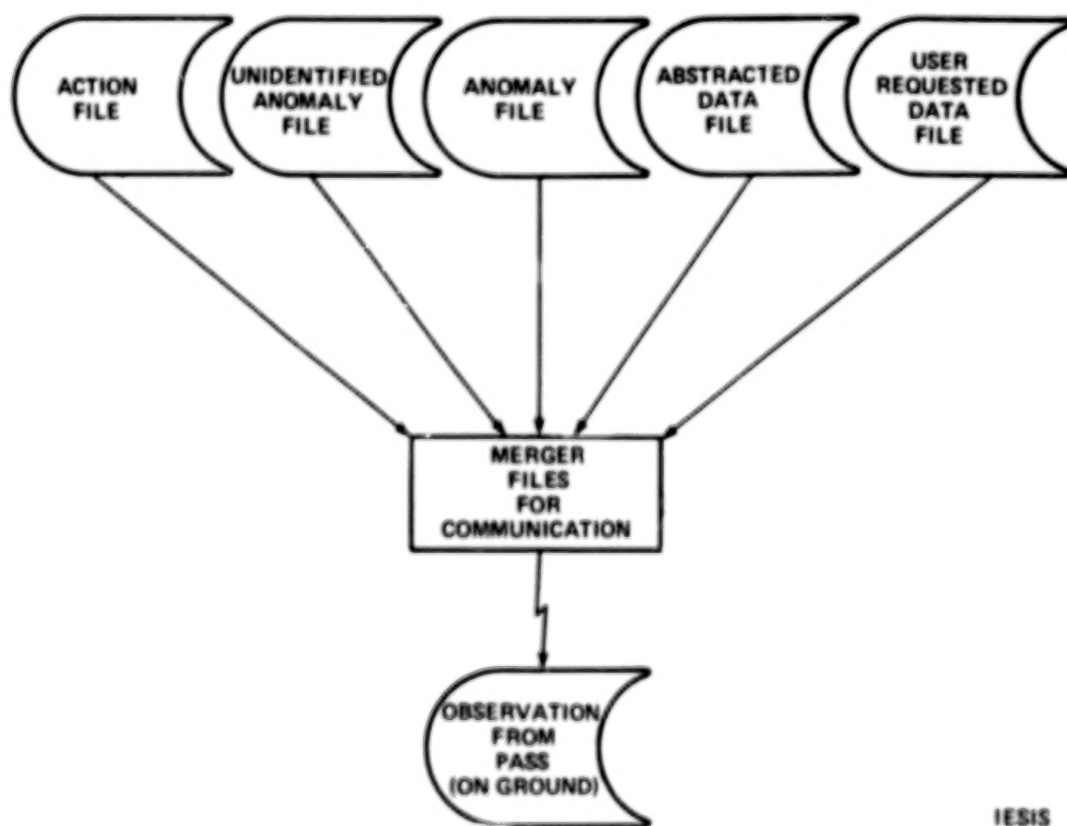 ACTION
FILE
UNIDENTIFIED
ANOMALY
FILE
ANOMALY
FILE
ABSTRACTED
DATA
FILE
USER
REQUESTED
DATA
FILE
MERGER
FILES
FOR
COMMUNICATION
OBSERVATION
FROM
PASS
(ON GROUND)
IESIS